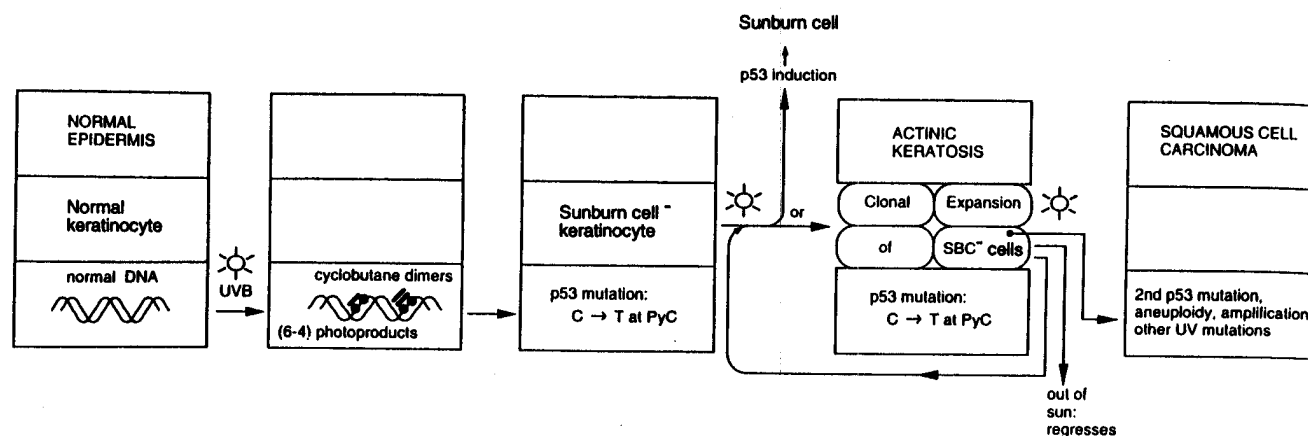 Sunburn cell
p53 induction
NORMAL
EPIDERMIS
Normal
keratinocyte
normal DNA
UVB
cyclobutane dimers
(6-4) photoproducts
Sunburn cell⁻
keratinocyte
p53 mutation:
C → T at PyC
or
ACTINIC
KERATOSIS
Clonal
Expansion
of
SBC⁻ cells
p53 mutation:
C → T at PyC
out of
sun:
regresses
SQUAMOUS CELL
CARCINOMA
2nd p53 mutation,
aneuploidy, amplification
other UV mutations